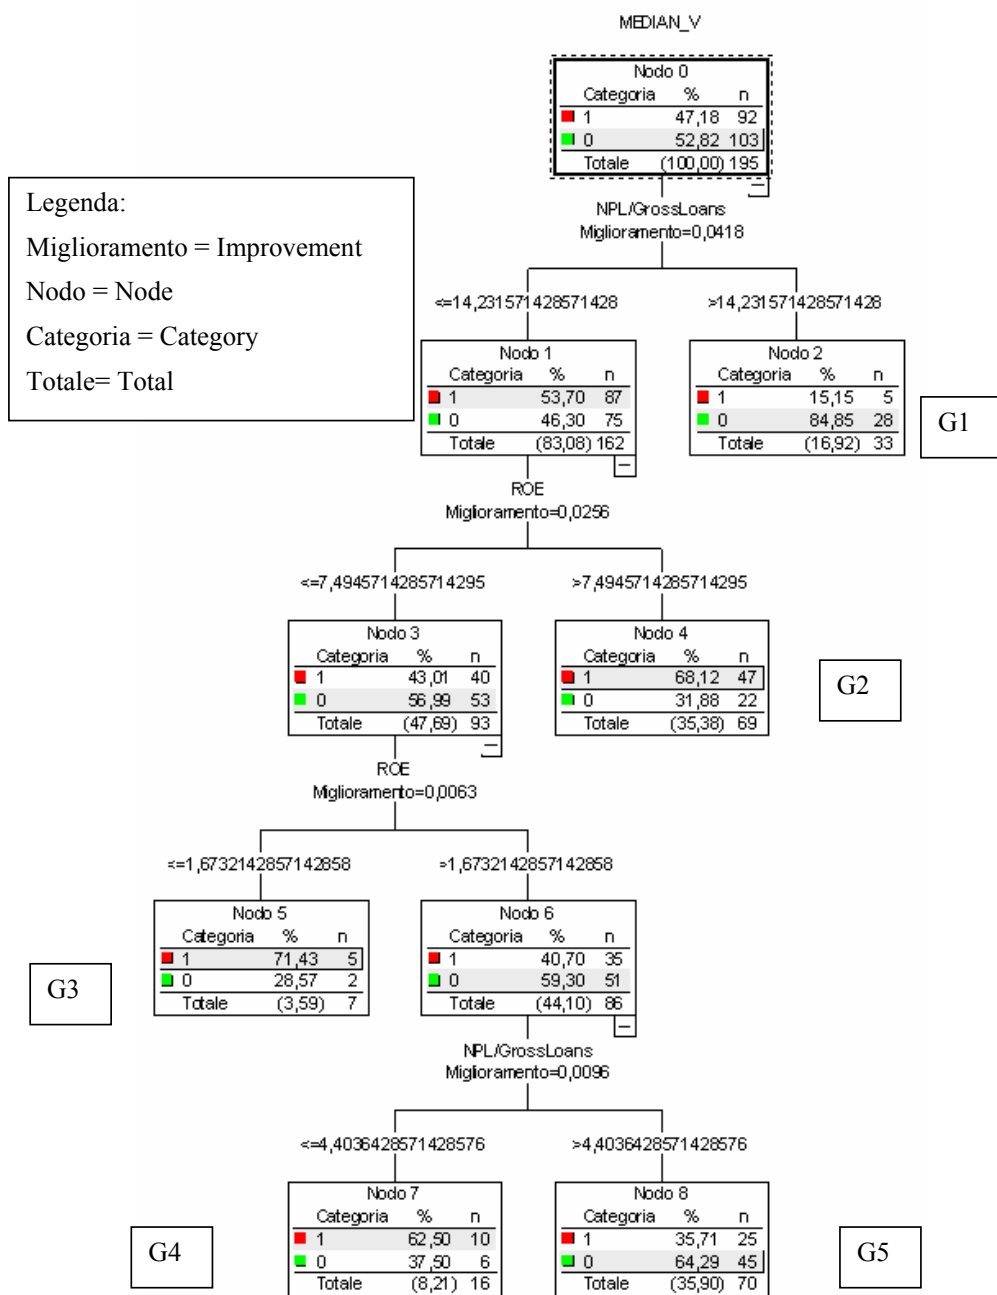 MEDIAN_V
Nodo 0
Categoria % n
1 47,18 92
0 52,82 103
Totale (100,00) 195
Legenda:
Miglioramento = Improvement
Nodo = Node
Categoria = Category
Totale= Total
NPL/GrossLoans
Miglioramento=0,0418
<=14,231571428571428
>14,231571428571428
Nodo 1
Categoria % n
1 53,70 87
0 46,30 75
Totale (83,08) 162
Nodo 2
Categoria % n
1 15,15 5
0 84,85 28
Totale (16,92) 33
G1
ROE
Miglioramento=0,0256
<=7,4945714285714295
>7,4945714285714295
Nodo 3
Categoria % n
1 43,01 40
0 56,99 53
Totale (47,69) 93
Nodo 4
Categoria % n
1 68,12 47
0 31,88 22
Totale (35,38) 69
G2
ROE
Miglioramento=0,0063
<=1,6732142857142858
>1,6732142857142858
Nodo 5
Categoria % n
1 71,43 5
0 28,57 2
Totale (3,59) 7
G3
Nodo 6
Categoria % n
1 40,70 35
0 59,30 51
Totale (44,10) 86
NPL/GrossLoans
Miglioramento=0,0096
<=4,4036428571428576
>4,4036428571428576
G4
Nodo 7
Categoria % n
1 62,50 10
0 37,50 6
Totale (8,21) 16
Nodo 8
Categoria % n
1 35,71 25
0 64,29 45
Totale (35,90) 70
G5